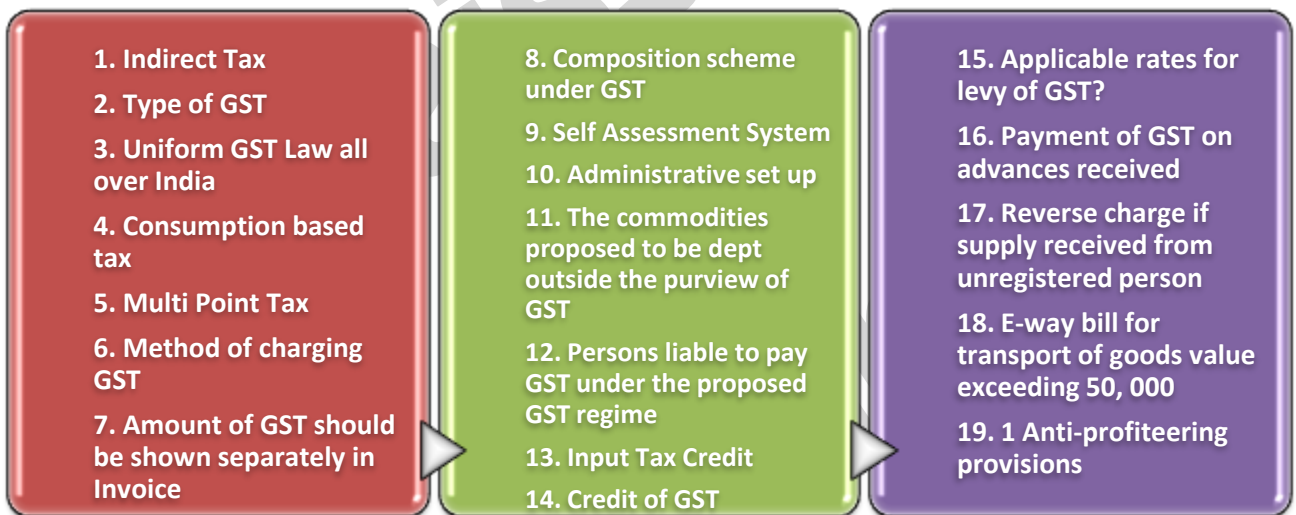 1. Indirect Tax
2. Type of GST
3. Uniform GST Law all
over India
4. Consumption based
tax
5. Multi Point Tax
6. Method of charging
GST
7. Amount of GST should
be shown separately in
Invoice
8. Composition scheme
under GST
9. Self Assessment System
10. Administrative set up
11. The commodities
proposed to be dept
outside the purview of
GST
12. Persons liable to pay
GST under the proposed
GST regime
13. Input Tax Credit
14. Credit of GST
15. Applicable rates for
levy of GST?
16. Payment of GST on
advances received
17. Reverse charge if
supply received from
unregistered person
18. E-way bill for
transport of goods value
exceeding 50, 000
19. 1 Anti-profiteering
provisions